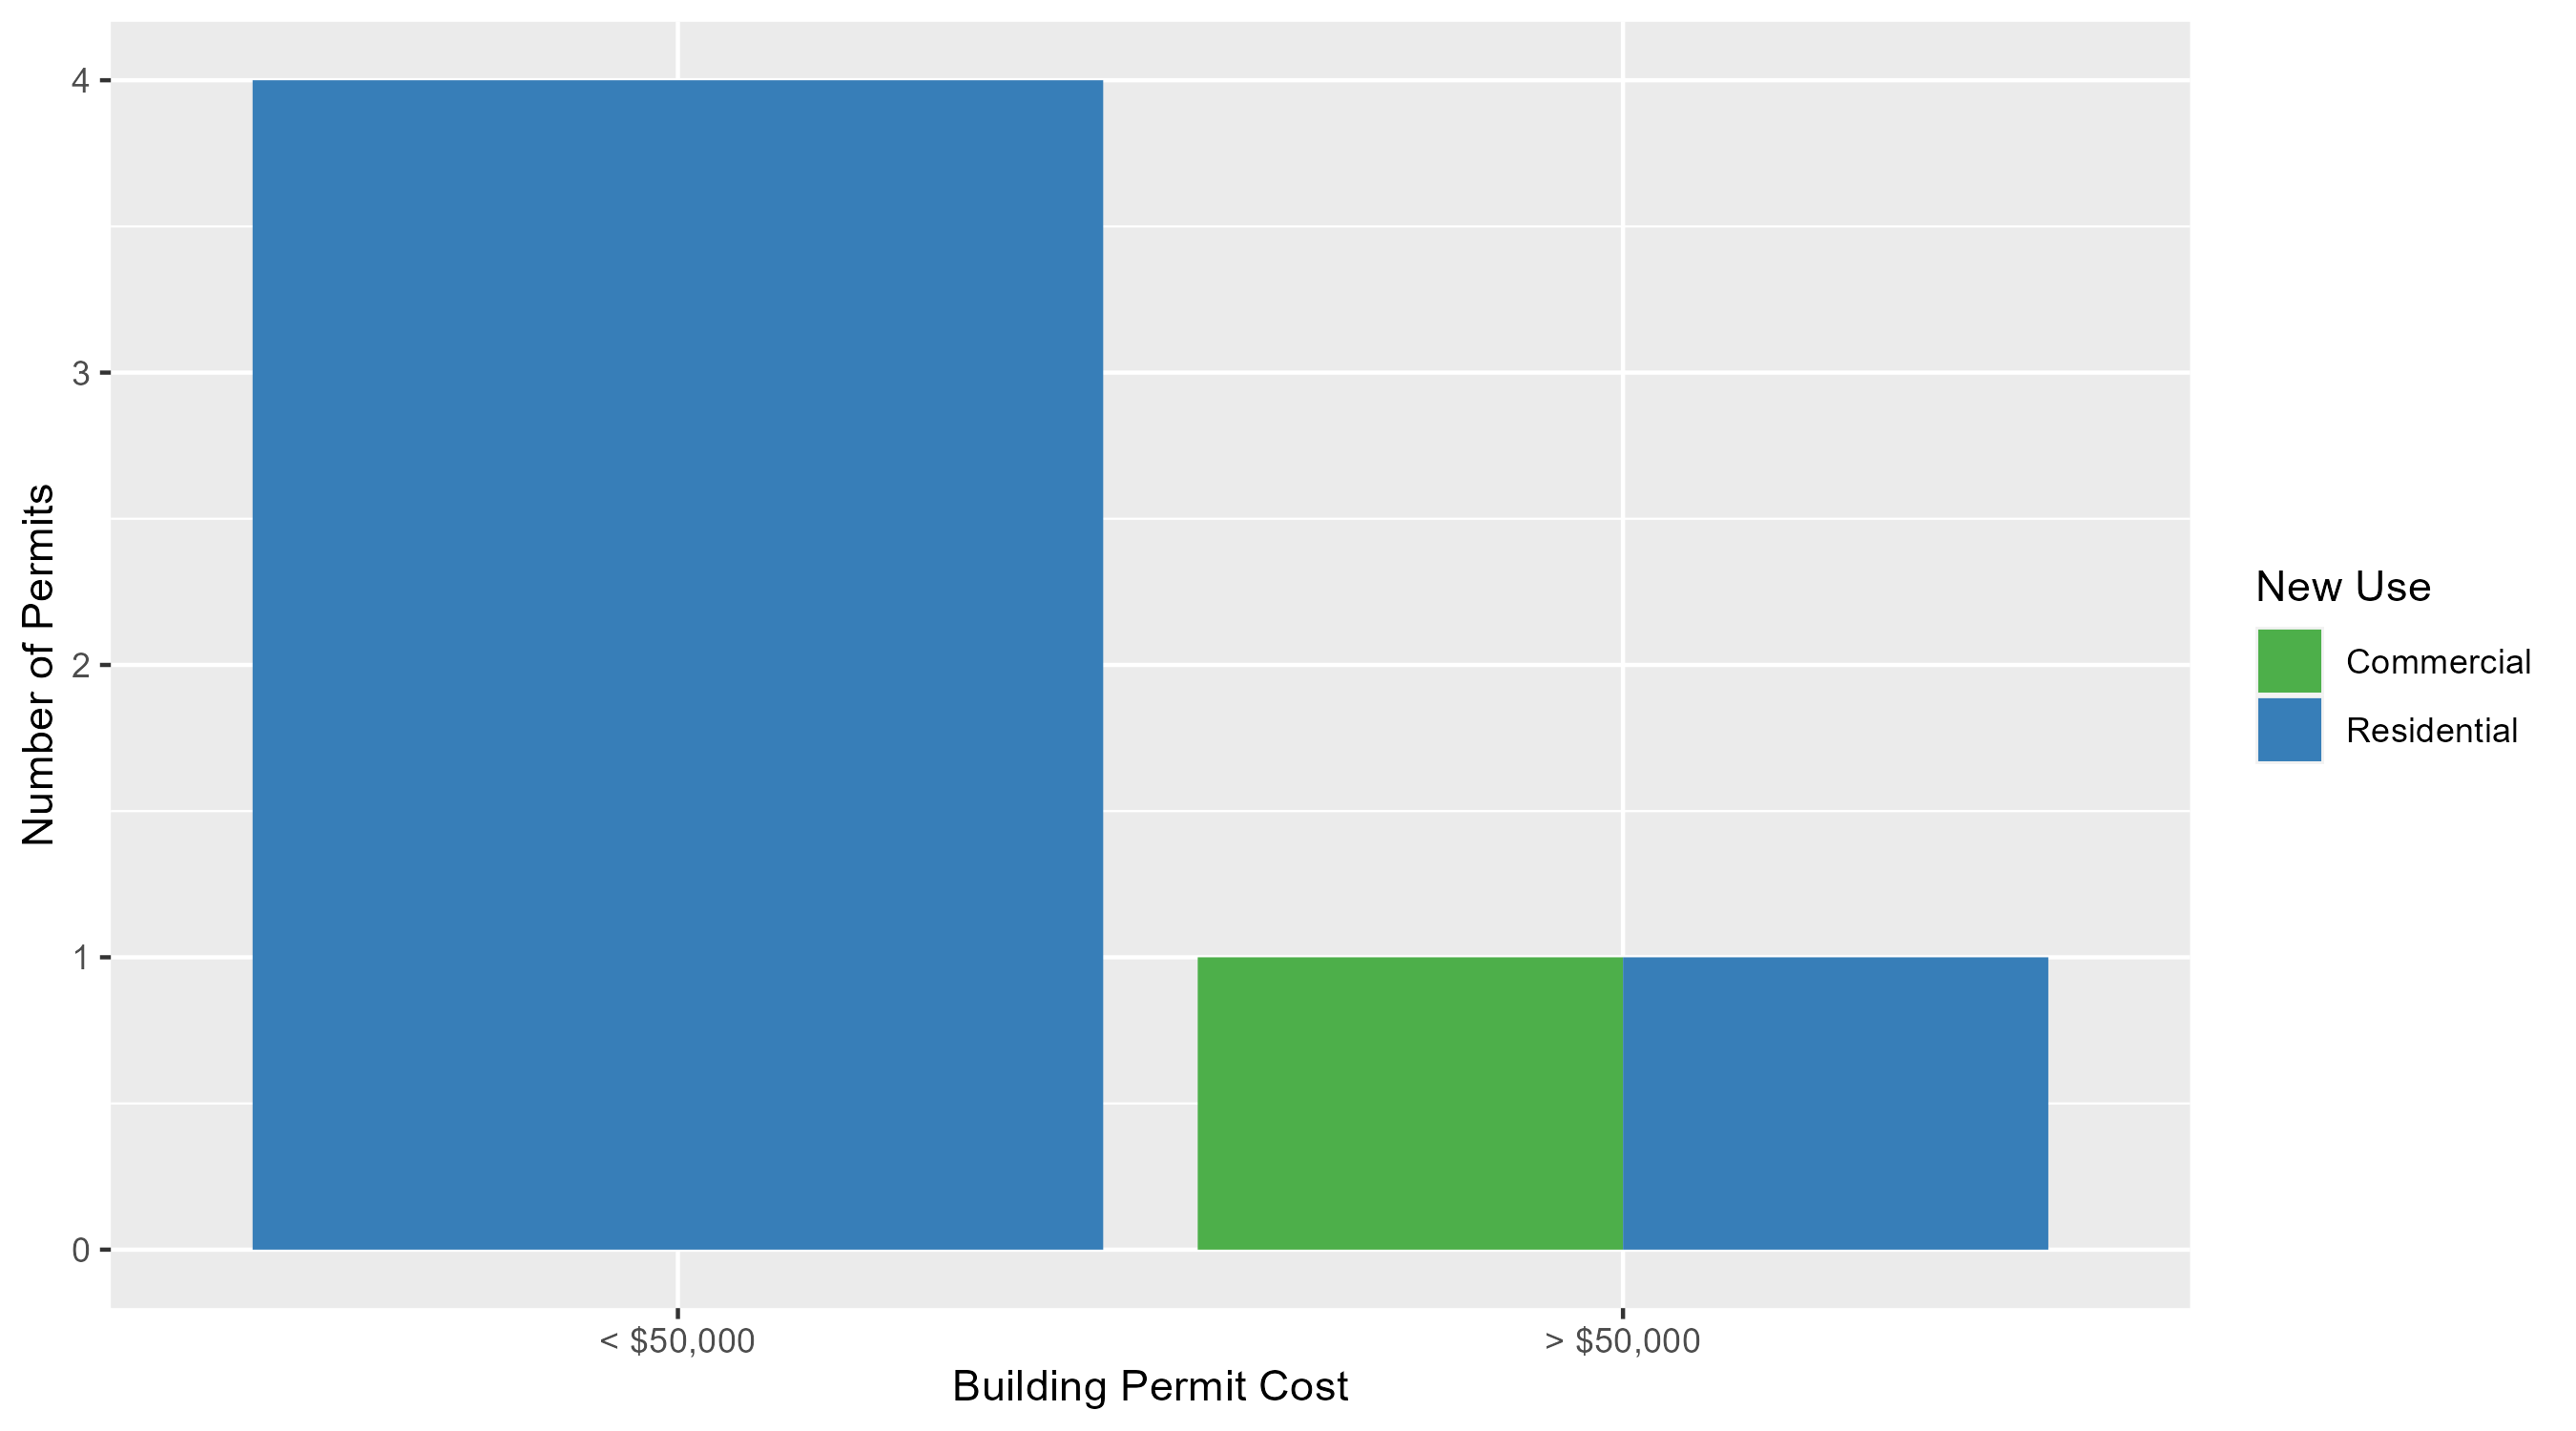 4
3
2
1
0
Number of Permits
< $50,000
> $50,000
Building Permit Cost
New Use
Commercial
Residential